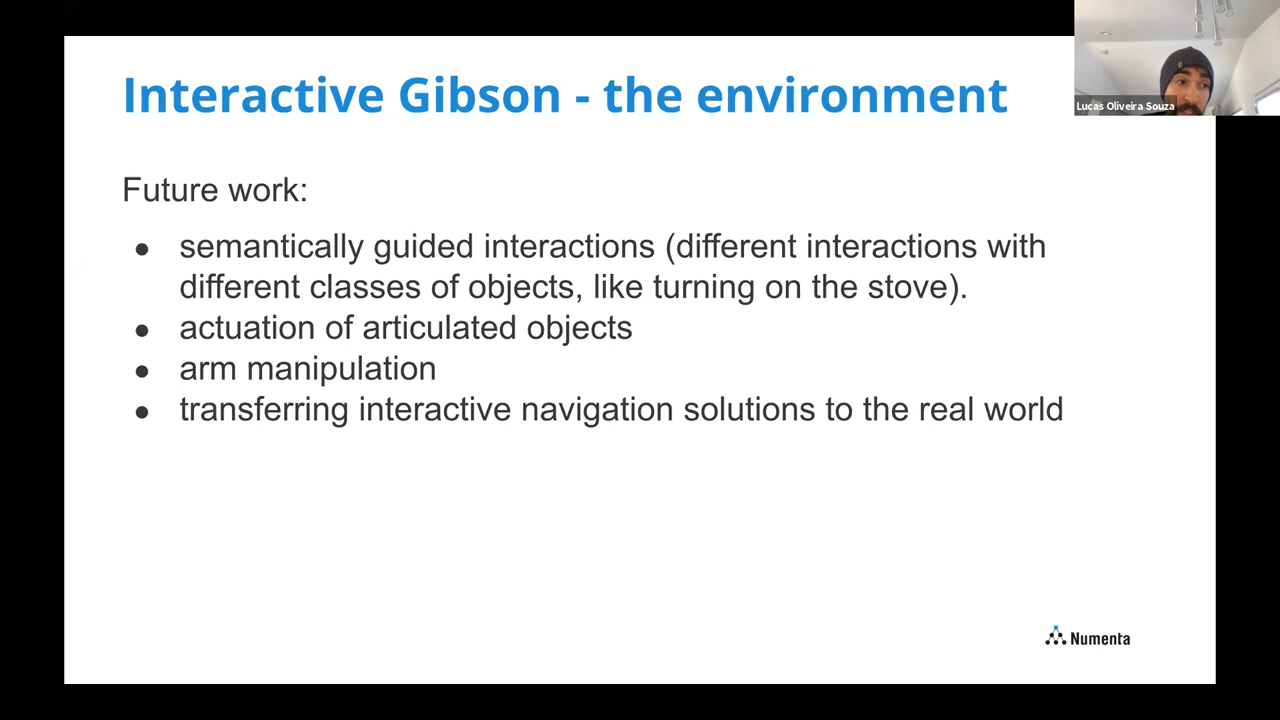 Interactive Gibson - the environment
Lucas Oliveira Souza
Future work:
● semantically guided interactions (different interactions with
different classes of objects, like turning on the stove).
● actuation of articulated objects
● arm manipulation
● transferring interactive navigation solutions to the real world
Numenta